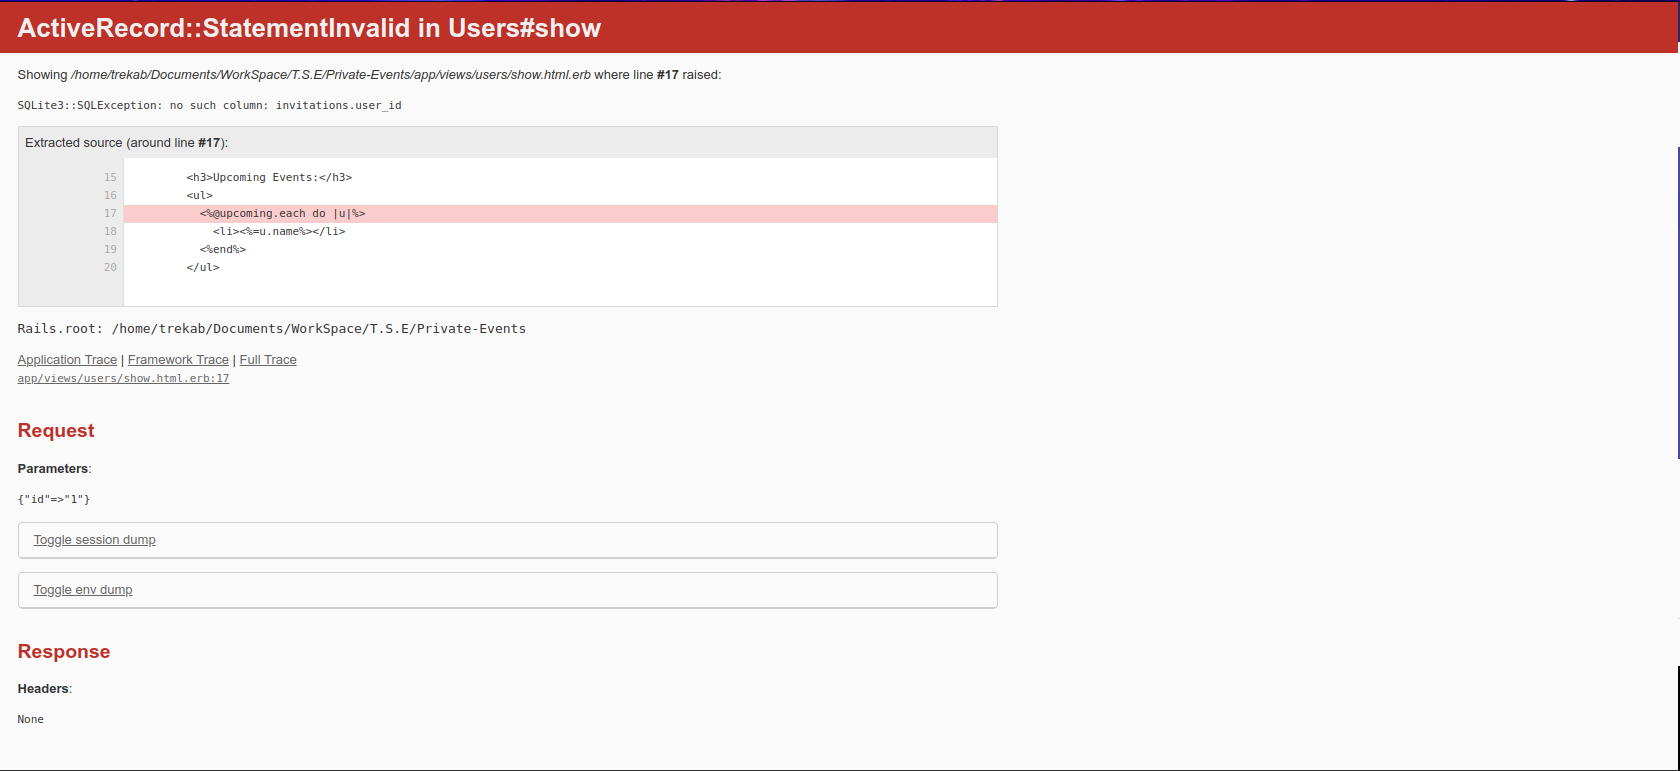 ActiveRecord::StatementInvalid in Users#show
Showing /home/trekab/Documents/WorkSpace/T.S.E/Private-Events/app/views/users/show.html.erb where line #17 raised:
SQLite3::SQLException: no such column: invitations.user_id
Extracted source (around line #17):
15 <h3>Upcoming Events:</h3>
16 <ul>
17 <%@upcoming.each do |u|%>
18 <li><%=u.name%></li>
19 <%end%>
20 </ul>
Rails.root: /home/trekab/Documents/WorkSpace/T.S.E/Private-Events
Application Trace | Framework Trace | Full Trace
app/views/users/show.html.erb:17
Request
Parameters:
{"id"=>"1"}
Toggle session dump
Toggle env dump
Response
Headers:
None